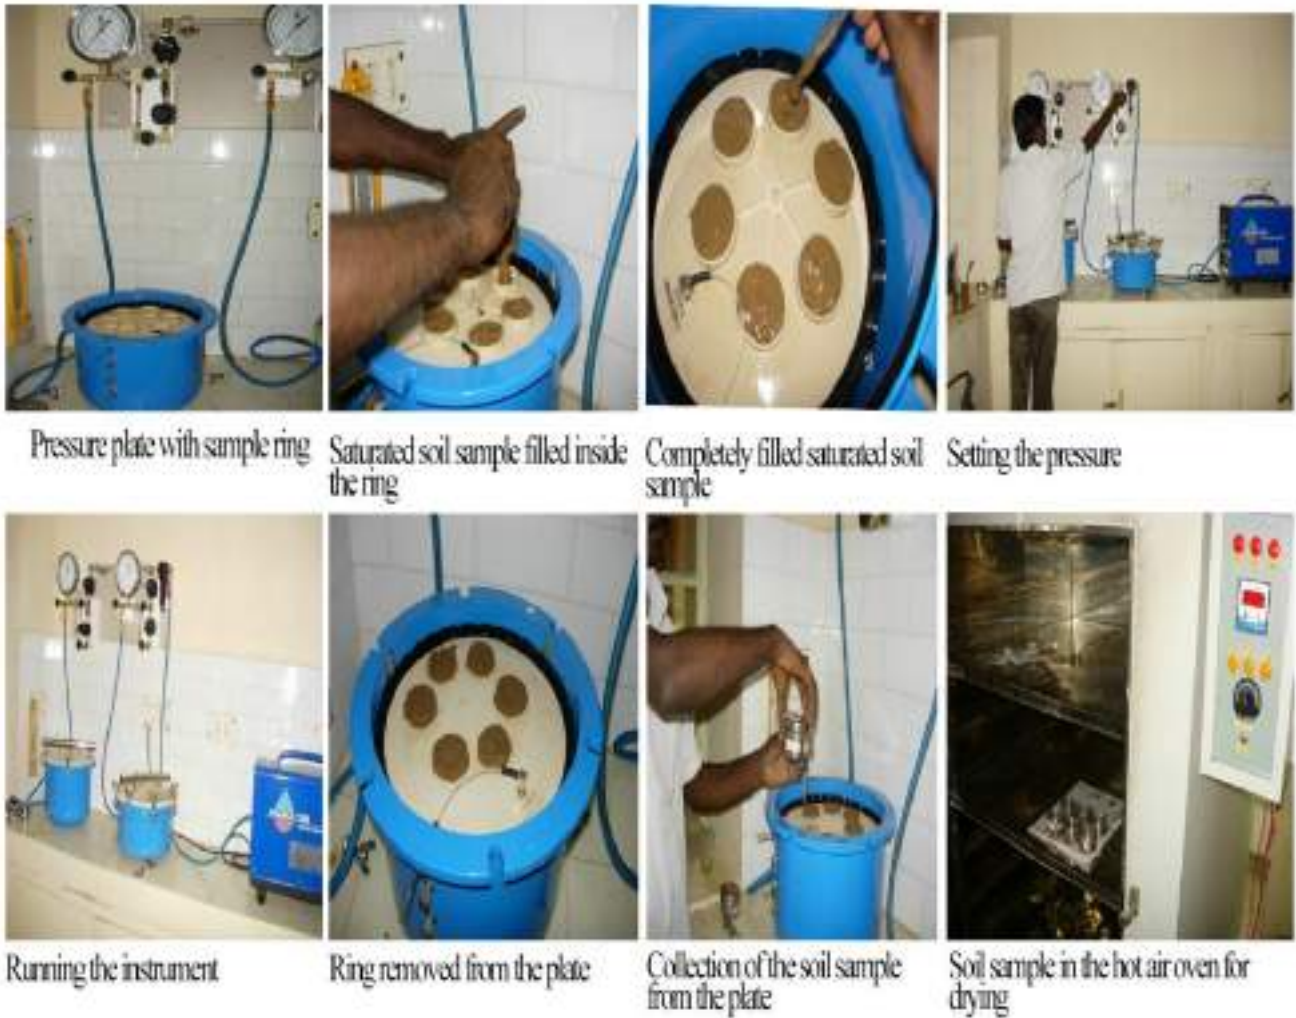 Pressure plate with sample ring
Saturated soil sample filled inside
the ring
Completely filled saturated soil
sample
Setting the pressure
Running the instrument
Ring removed from the plate
Collection of the soil sample
from the plate
Soil sample in the hot air oven for
drying